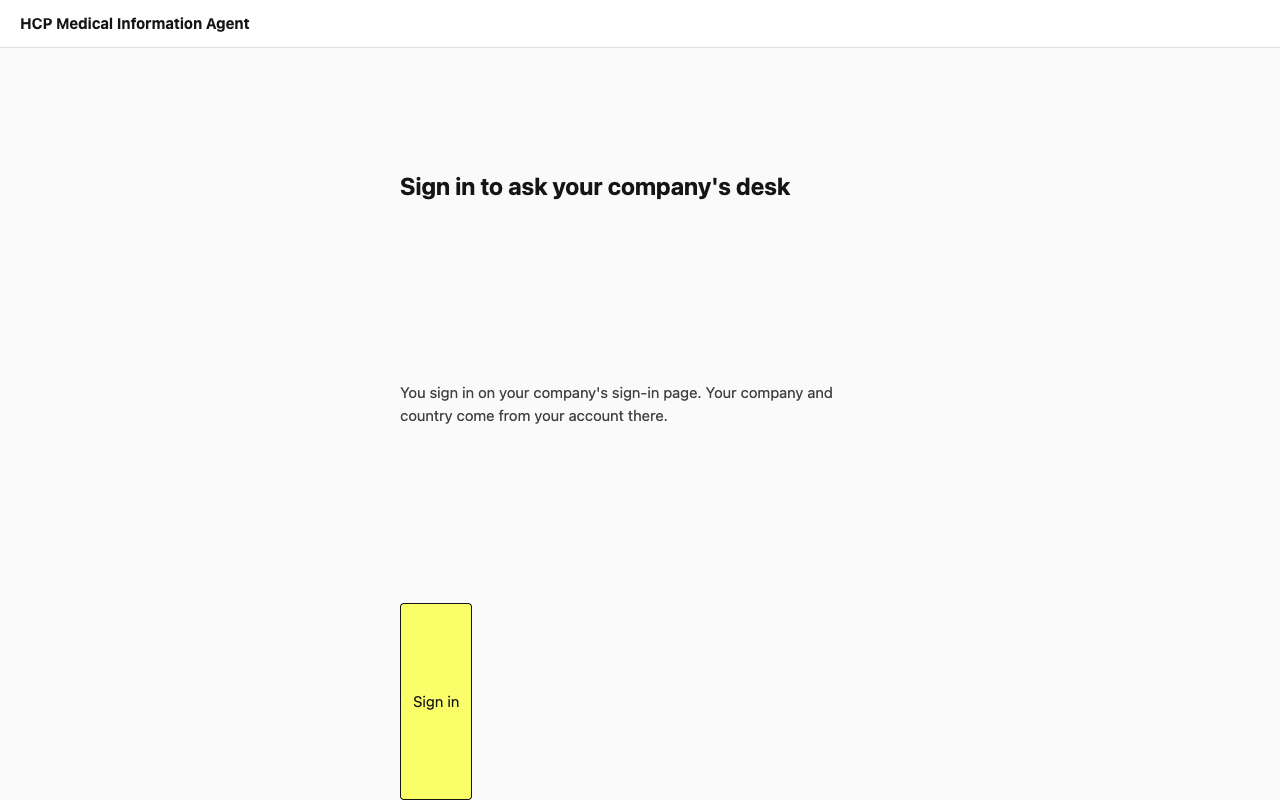 HCP Medical Information Agent
Sign in to ask your company's desk
You sign in on your company's sign-in page. Your company and
country come from your account there.
Sign in